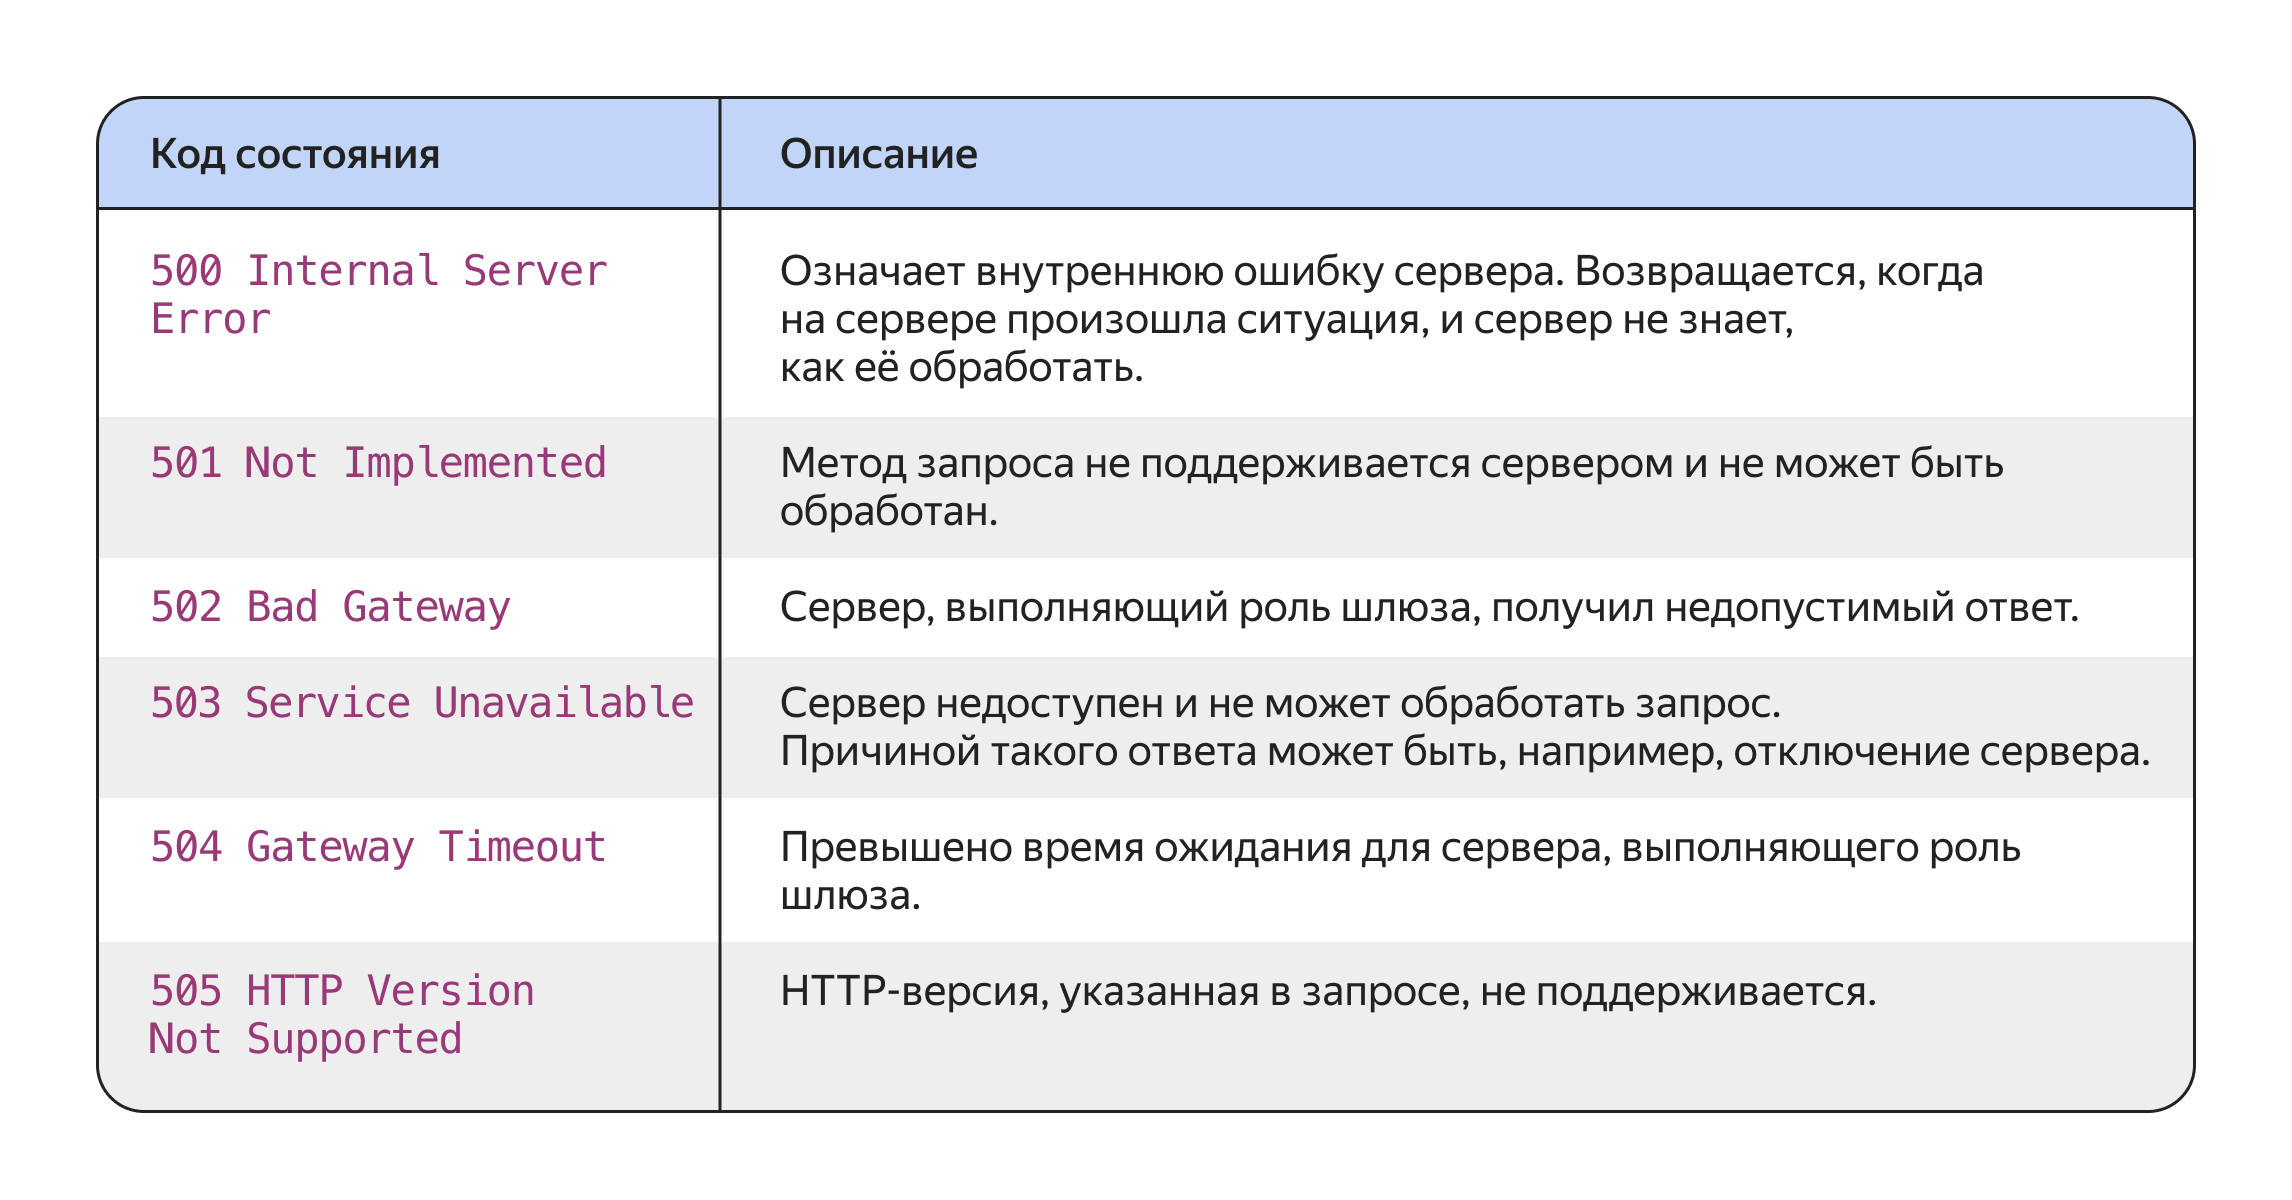 Код состояния
Описание
500 Internal Server
Error
Означает внутреннюю ошибку сервера. Возвращается, когда
на сервере произошла ситуация, и сервер не знает,
как её обработать.
501 Not Implemented
Метод запроса не поддерживается сервером и не может быть
обработан.
502 Bad Gateway
Сервер, выполняющий роль шлюза, получил недопустимый ответ.
503 Service Unavailable
Сервер недоступен и не может обработать запрос.
Причиной такого ответа может быть, например, отключение сервера.
504 Gateway Timeout
Превышено время ожидания для сервера, выполняющего роль
шлюза.
505 HTTP Version
Not Supported
HTTP-версия, указанная в запросе, не поддерживается.